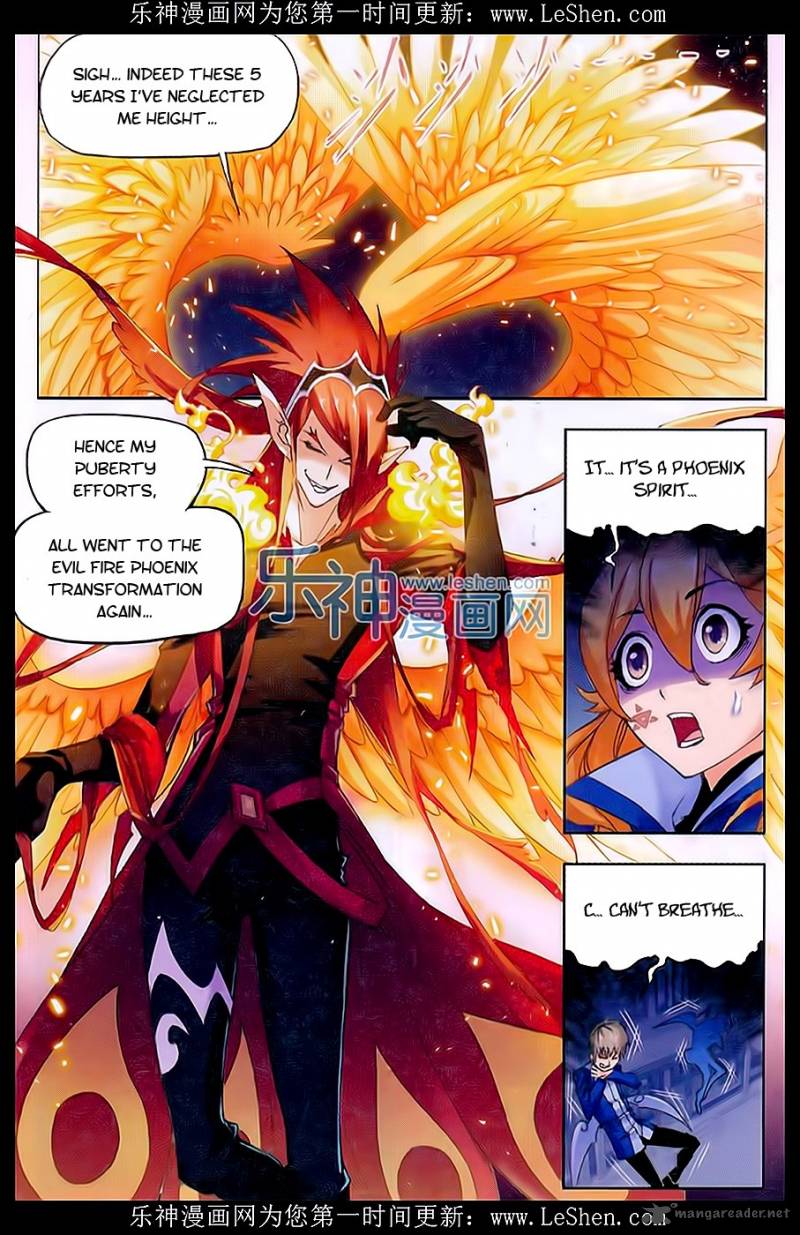 乐神漫画网为您第一时间更新: www.LeShen.com
SIGH... INDEED THESE 5
YEARS I'VE NEGLECTED
ME HEIGHT...
HENCE MY
PUBERTY
EFFORTS,
ALL WENT TO THE
EVIL FIRE PHOENIX
TRANSFORMATION
AGAIN...
IT... IT'S A PHOENIX
SPIRIT...
www.leshen.com
乐神漫画网
C... CAN'T BREATHE...
乐神漫画网为您第一时间更新: www.LeShen.com
mangareader.net